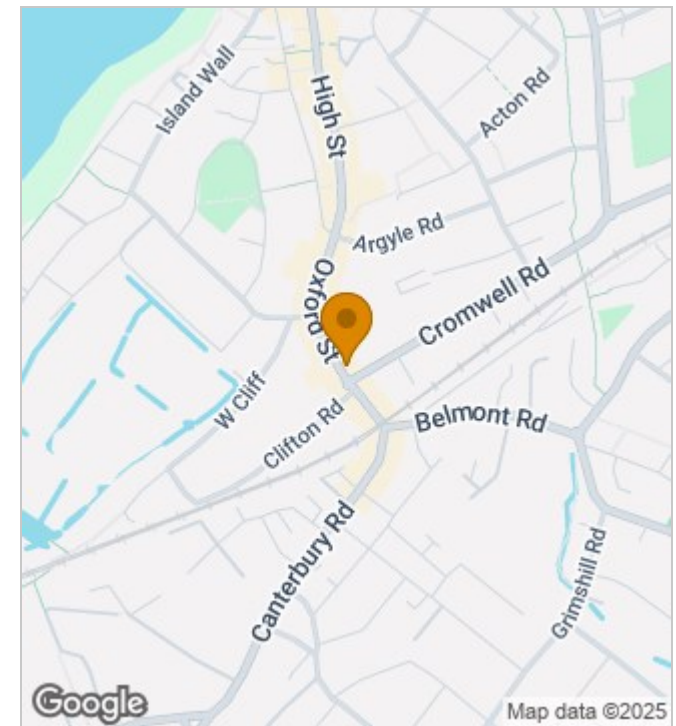 Island Wall
High St
Acton Rd
Argyle Rd
Oxford St
Cromwell Rd
W Cliff
Clifton Rd
Belmont Rd
Canterbury Rd
Grimshill Rd
Google
Map data ©2025